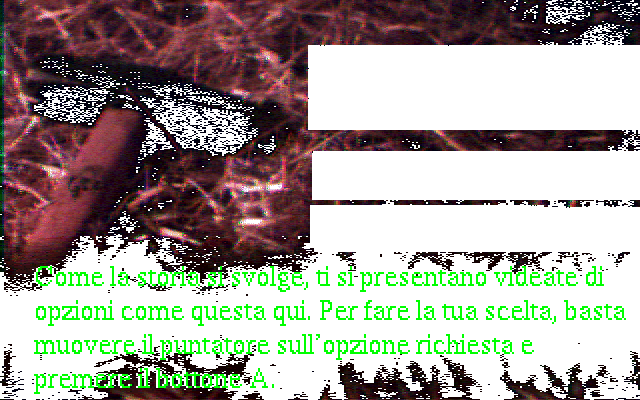 Come la storia si svolge, ti si presentano videate di
opzioni come questa qui. Per fare la tua scelta, basta
muovere il puntatore sull'opzione richiesta e
premere il bottone A.